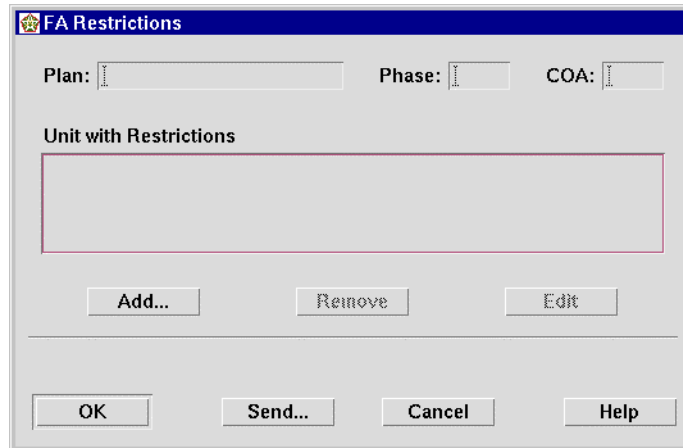 FA Restrictions
Plan: Phase: COA:
Unit with Restrictions
Add... Remove Edit
OK Send... Cancel Help